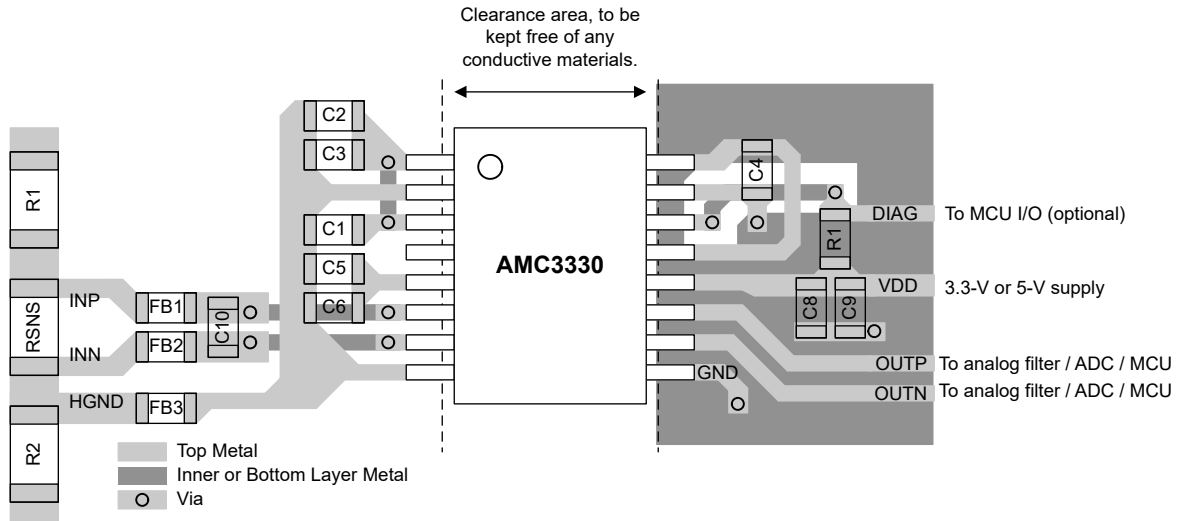 Clearance area, to be
kept free of any
conductive materials.
C2
C3
C1
C5
C6
C4
R1
RSNS
R2
INP
INN
HGND
FB1
FB2
FB3
C10
AMC3330
R1
C8
C9
DIAG
To MCU I/O (optional)
VDD
3.3-V or 5-V supply
OUTP
To analog filter / ADC / MCU
GND
OUTN
To analog filter / ADC / MCU
Top Metal
Inner or Bottom Layer Metal
Via